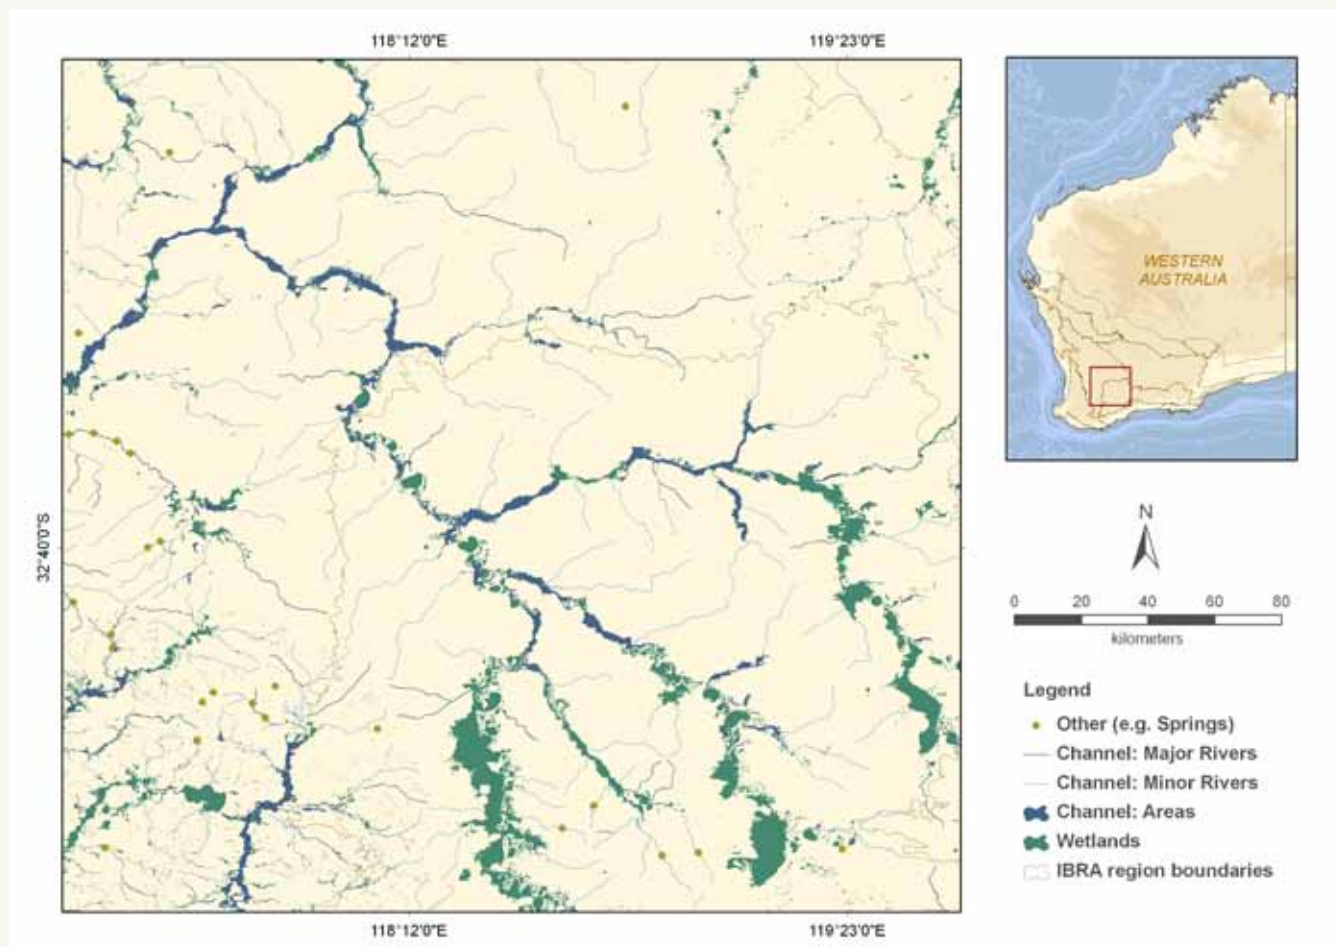 118°12'0"E 119°23'0"E
32°40'0"S
118°12'0"E 119°23'0"E
WESTERN
AUSTRALIA
N
0 20 40 60 80
kilometers
Legend
Other (e.g. Springs)
Channel: Major Rivers
Channel: Minor Rivers
Channel: Areas
Wetlands
IBRA region boundaries